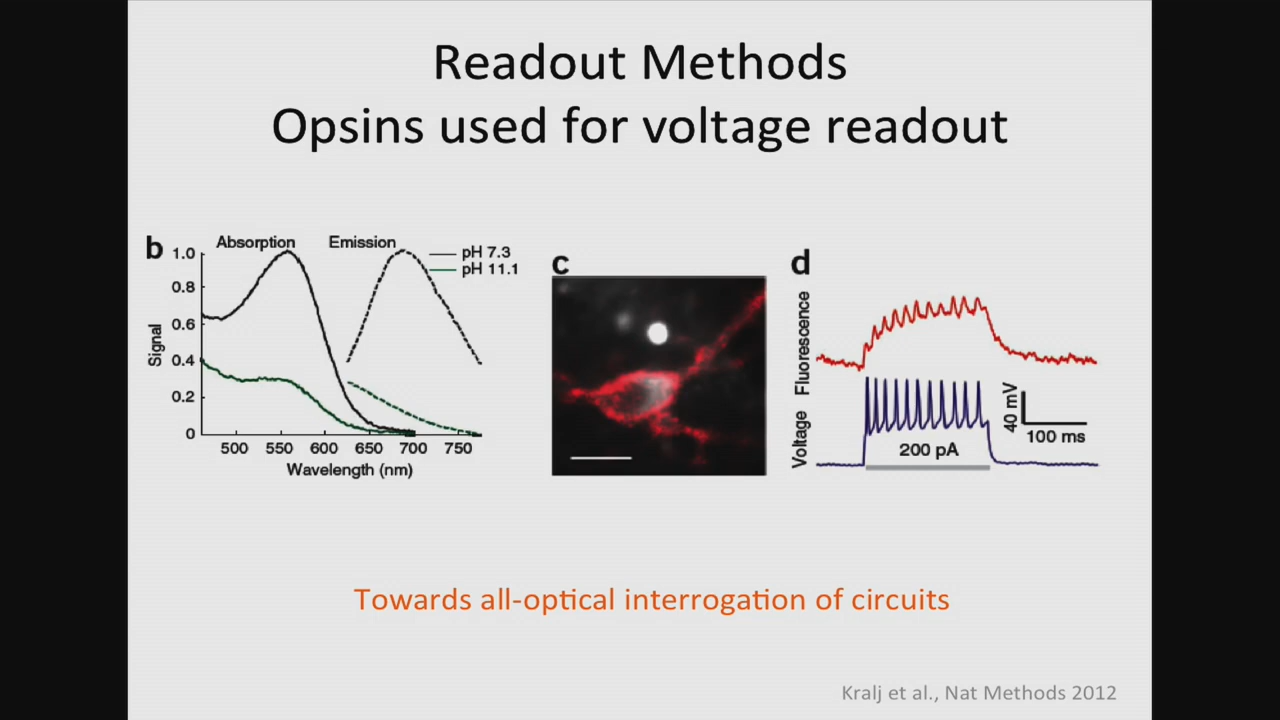 Readout Methods
Opsins used for voltage readout
b
Absorption
Emission
pH 7.3
pH 11.1
Signal
1.0
0.8
0.6
0.4
0.2
0
500 550 600 650 700 750
Wavelength (nm)
c
d
Fluorescence
Voltage
200 pA
40 mV
100 ms
Towards all-optical interrogation of circuits
Kralj et al., Nat Methods 2012